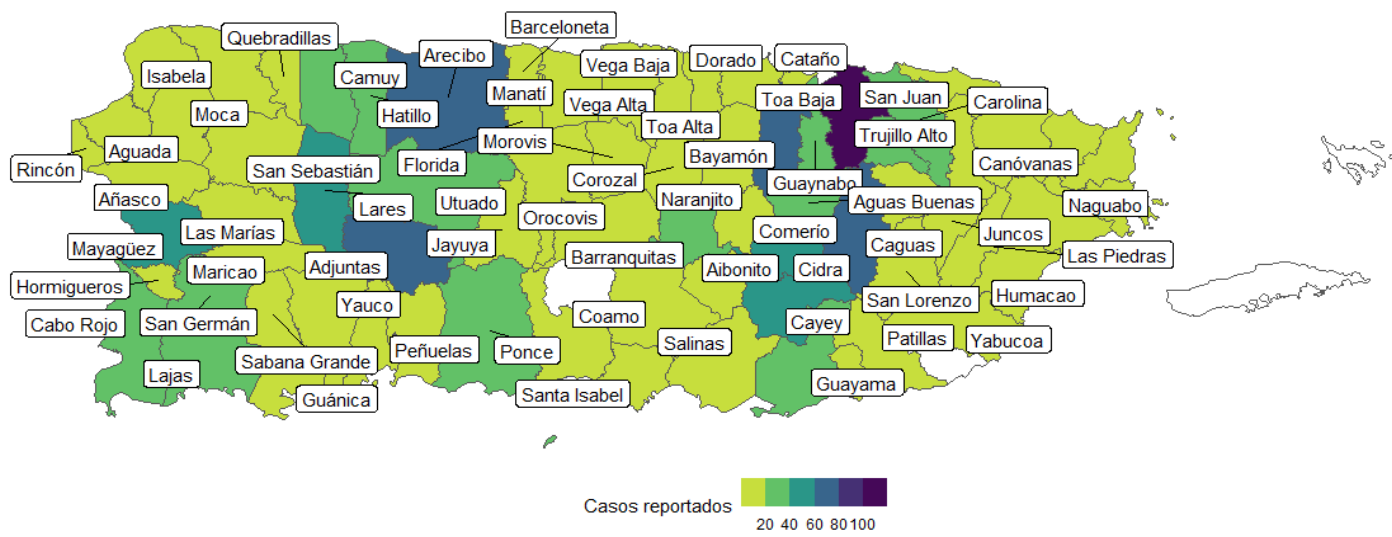 Barceloneta
Quebradillas
Arecibo
Cataño
Dorado
Vega Baja
Isabela
Camuy
Manatí
Toa Baja
San Juan
Carolina
Moca
Hatillo
Vega Alta
Toa Alta
Trujillo Alto
Morovis
Aguada
Florida
Bayamón
Canóvanas
Rincón
San Sebastián
Corozal
Guaynabo
Añasco
Lares
Utuado
Naranjito
Aguas Buenas
Naguabo
Orocovis
Las Marías
Comerío
Juncos
Mayagüez
Jayuya
Caguas
Las Piedras
Maricao
Adjuntas
Barranquitas
Aibonito
Cidra
Hormigueros
San Lorenzo
Humacao
Yauco
Cabo Rojo
San Germán
Coamo
Cayey
Patillas
Yabucoa
Salinas
Peñuelas
Ponce
Sabana Grande
Lajas
Guayama
Santa Isabel
Guánica
Casos reportados
20 40 60 80 100